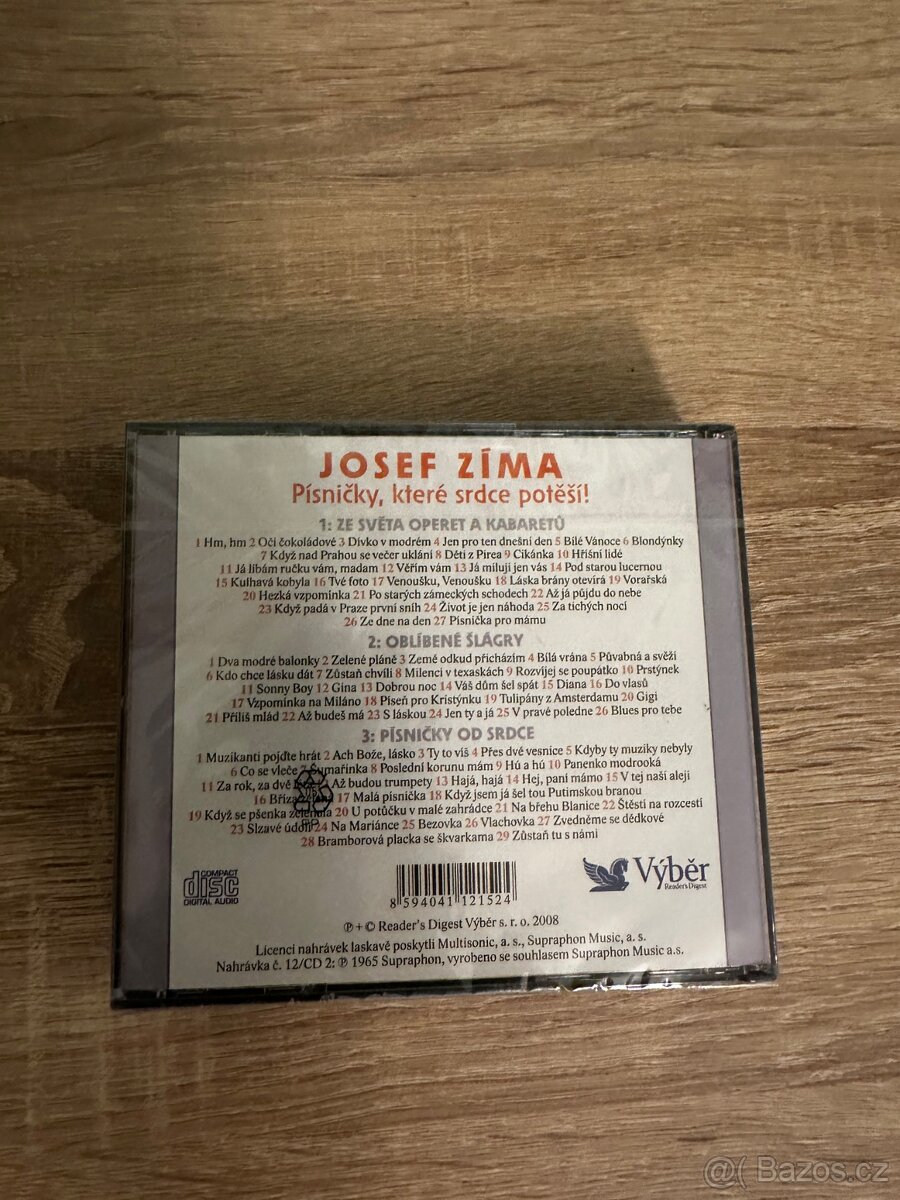 JOSEF ZÍMA
Písničky, které srdce potěší!
1: ZE SVĚTA OPERET A KABARETŮ
1 Hm, hm 2 Oči čokoládové 3 Dívko v modrém 4 Jen pro ten dnešní den 5 Bílé Vánoce 6 Blondýnky
7 Když nad Prahou se večer uklání 8 Děti z Pirea 9 Cikánka 10 Hříšní lidé
11 Já líbám ručku vám, madam 12 Věřím vám 13 Já miluji jen vás 14 Pod starou lucernou
15 Kulhavá kobyla 16 Tvé foto 17 Venoušku, Venoušku 18 Láska brány otevírá 19 Vorařská
20 Hezká vzpomínka 21 Po starých zámeckých schodech 22 Až já půjdu do nebe
23 Když padá v Praze první sníh 24 Život je jen náhoda 25 Za tichých nocí
26 Ze dne na den 27 Písnička pro mámu
2: OBLÍBENÉ ŠLÁGRY
1 Dva modré balonky 2 Zelené pláně 3 Země odkud přicházím 4 Bílá vrána 5 Půvabná a svěží
6 Kdo chce lásku dát 7 Zůstaň chvíli 8 Milenci v texaskách 9 Rozvíjej se poupátko 10 Prstýnek
11 Sonny Boy 12 Gina 13 Dobrou noc 14 Váš dům šel spát 15 Diana 16 Do vlasů
17 Vzpomínka na Miláno 18 Píseň pro Kristýnku 19 Tulipány z Amsterdamu 20 Gigi
21 Příliš mlád 22 Až budeš má 23 S láskou 24 Jen ty a já 25 V pravé poledne 26 Blues pro tebe
3: PÍSNIČKY OD SRDCE
1 Muzikanti pojďte hrát 2 Ach Bože, lásko 3 Ty to víš 4 Přes dvě vesnice 5 Kdyby ty muziky nebyly
6 Co se vleče 7 Šumařinka 8 Poslední korunu mám 9 Hú a hú 10 Panenko modrooká
11 Za rok, za dvě Až budou trumpety 13 Hajá, hajá 14 Hej, paní mámo 15 V tej naší aleji
16 Bříza 17 Malá písnička 18 Když jsem já šel tou Putimskou branou
19 Když se pšenka zelenala 20 U potůčku v malé zahrádce 21 Na břehu Blanice 22 Štěstí na rozcestí
23 Slzavé údolí 24 Na Mariánce 25 Bezovka 26 Vlachovka 27 Zvedněme se dědkové
28 Bramborová placka se škvarkama 29 Zůstaň tu s námi
COMPACT
disc
DIGITAL AUDIO
8 594041 121524
Výběr
Reader's Digest
℗ + © Reader's Digest Výběr s. r. o. 2008
Licenci nahrávek laskavě poskytli Multisonic, a. s., Supraphon Music, a. s.
Nahrávka č. 12/CD 2: ℗ 1965 Supraphon, vyrobeno se souhlasem Supraphon Music a.s.
@( Bazos.cz